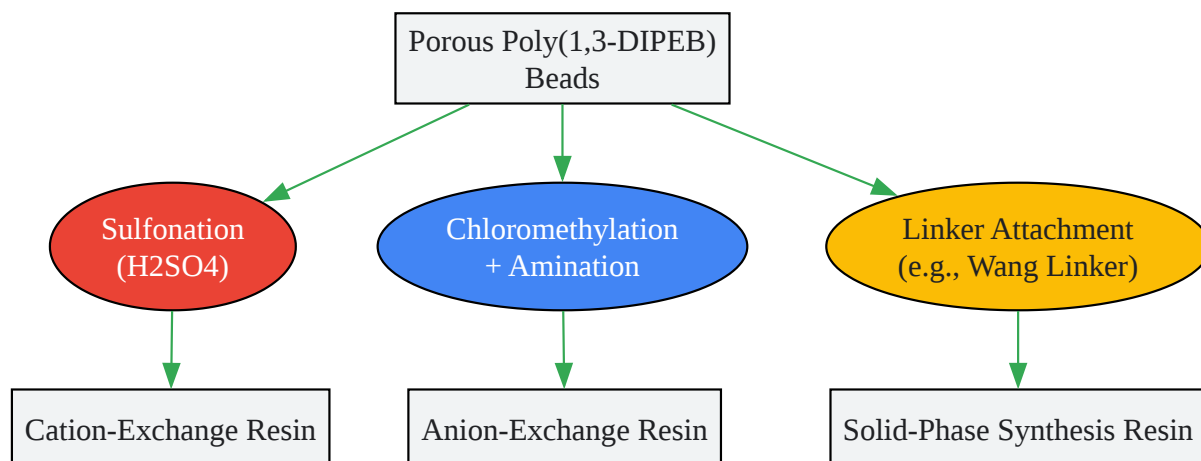 Porous Poly(1,3-DIPEB)
Beads
Sulfonation
(H2SO4)
Chloromethylation
+ Amination
Linker Attachment
(e.g., Wang Linker)
Cation-Exchange Resin
Anion-Exchange Resin
Solid-Phase Synthesis Resin